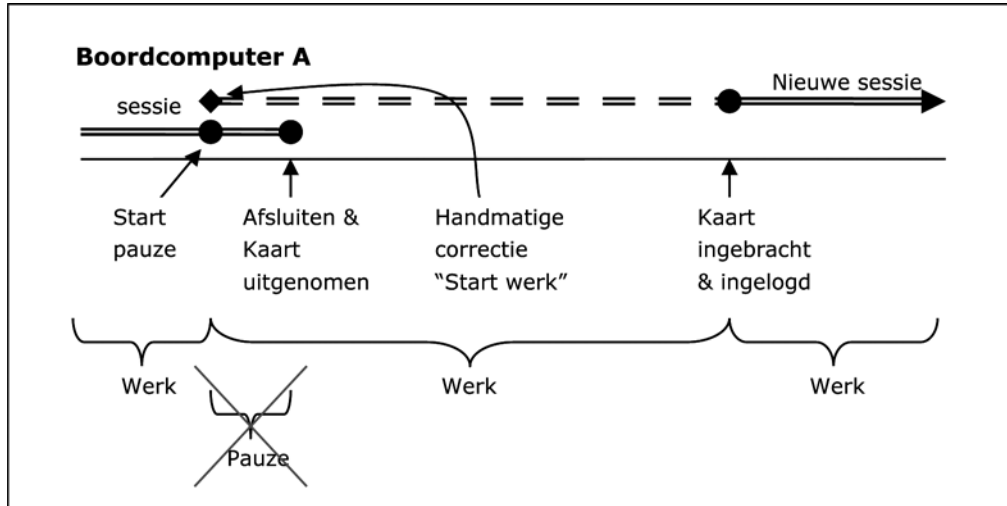 Boordcomputer A
Nieuwe sessie
sessie
Start
pauze
Afsluiten &
Kaart
uitgenomen
Handmatige
correctie
“Start werk”
Kaart
ingebracht
& ingelogd
Werk
Werk
Werk
Pauze